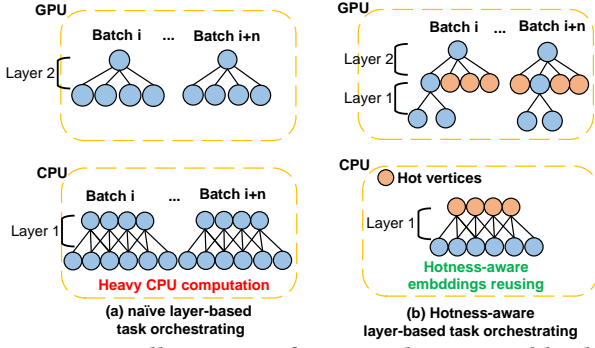 GPU
Batch i ... Batch i+n
Layer 2
CPU
Batch i ... Batch i+n
Layer 1
Heavy CPU computation
(a) naïve layer-based
task orchestrating
GPU
Batch i ... Batch i+n
Layer 2
Layer 1
CPU
Hot vertices
Layer 1
Hotness-aware
embddings reusing
(b) Hotness-aware
layer-based task orchestrating